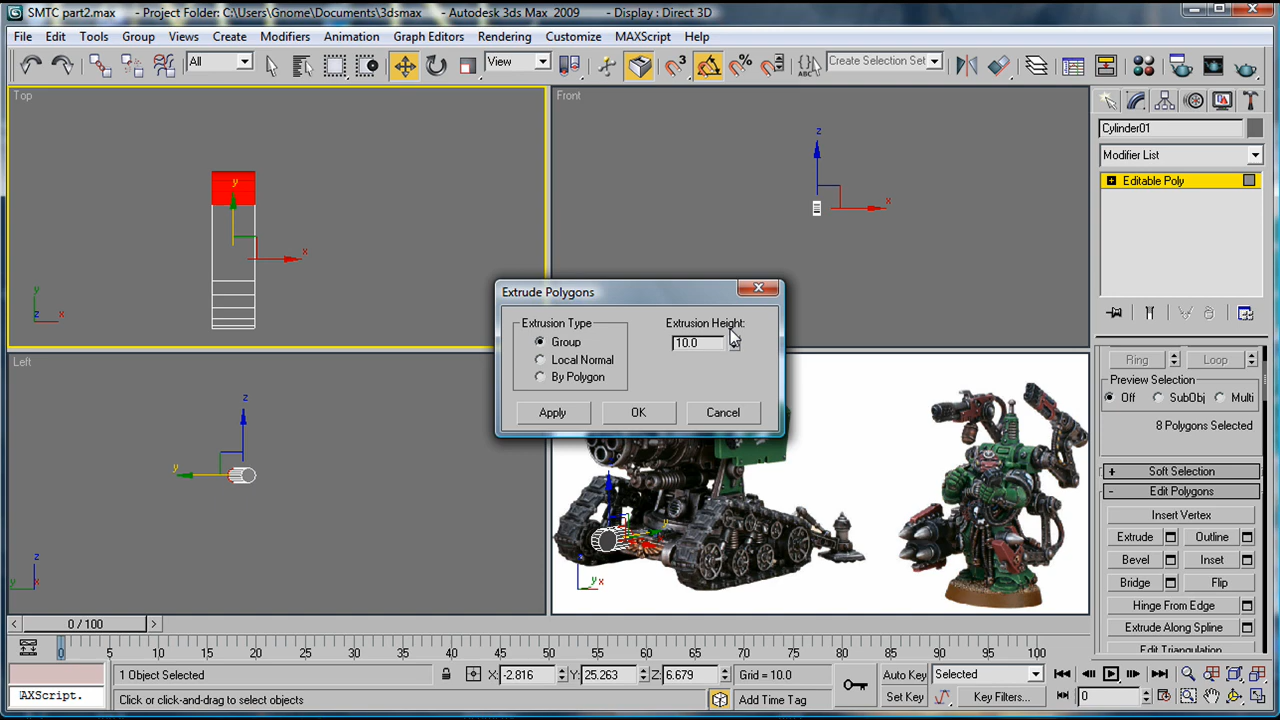 SMTC part2.max - Project Folder: C:\Users\Gnome\Documents\3dsmax - Autodesk 3ds Max 2009 - Display : Direct 3D
File Edit Tools Group Views Create Modifiers Animation Graph Editors Rendering Customize MAXScript Help
All View 3 % ABC Create Selection Set
Top Front
Cylinder01
Modifier List
Editable Poly
z
y
x
x
y
x
z
Extrude Polygons
Extrusion Type Extrusion Height:
Group 10.0
Local Normal
By Polygon
Apply OK Cancel
Left
z
y
z
y
x
y
y x
Ring Loop
Preview Selection
Off SubObj Multi
8 Polygons Selected
+ Soft Selection
- Edit Polygons
Insert Vertex
Extrude Outline
Bevel Inset
Bridge Flip
Hinge From Edge
Extrude Along Spline
Edit Triangulation
< 0 / 100 >
0 5 10 15 20 25 30 35 40 45 50 55 60 65 70 75 80 85 90 95 100
1 Object Selected X: -2.816 Y: 25.263 Z: 6.679 Grid = 10.0 Auto Key Selected
AXScript. Click or click-and-drag to select objects Add Time Tag Set Key Key Filters... 0